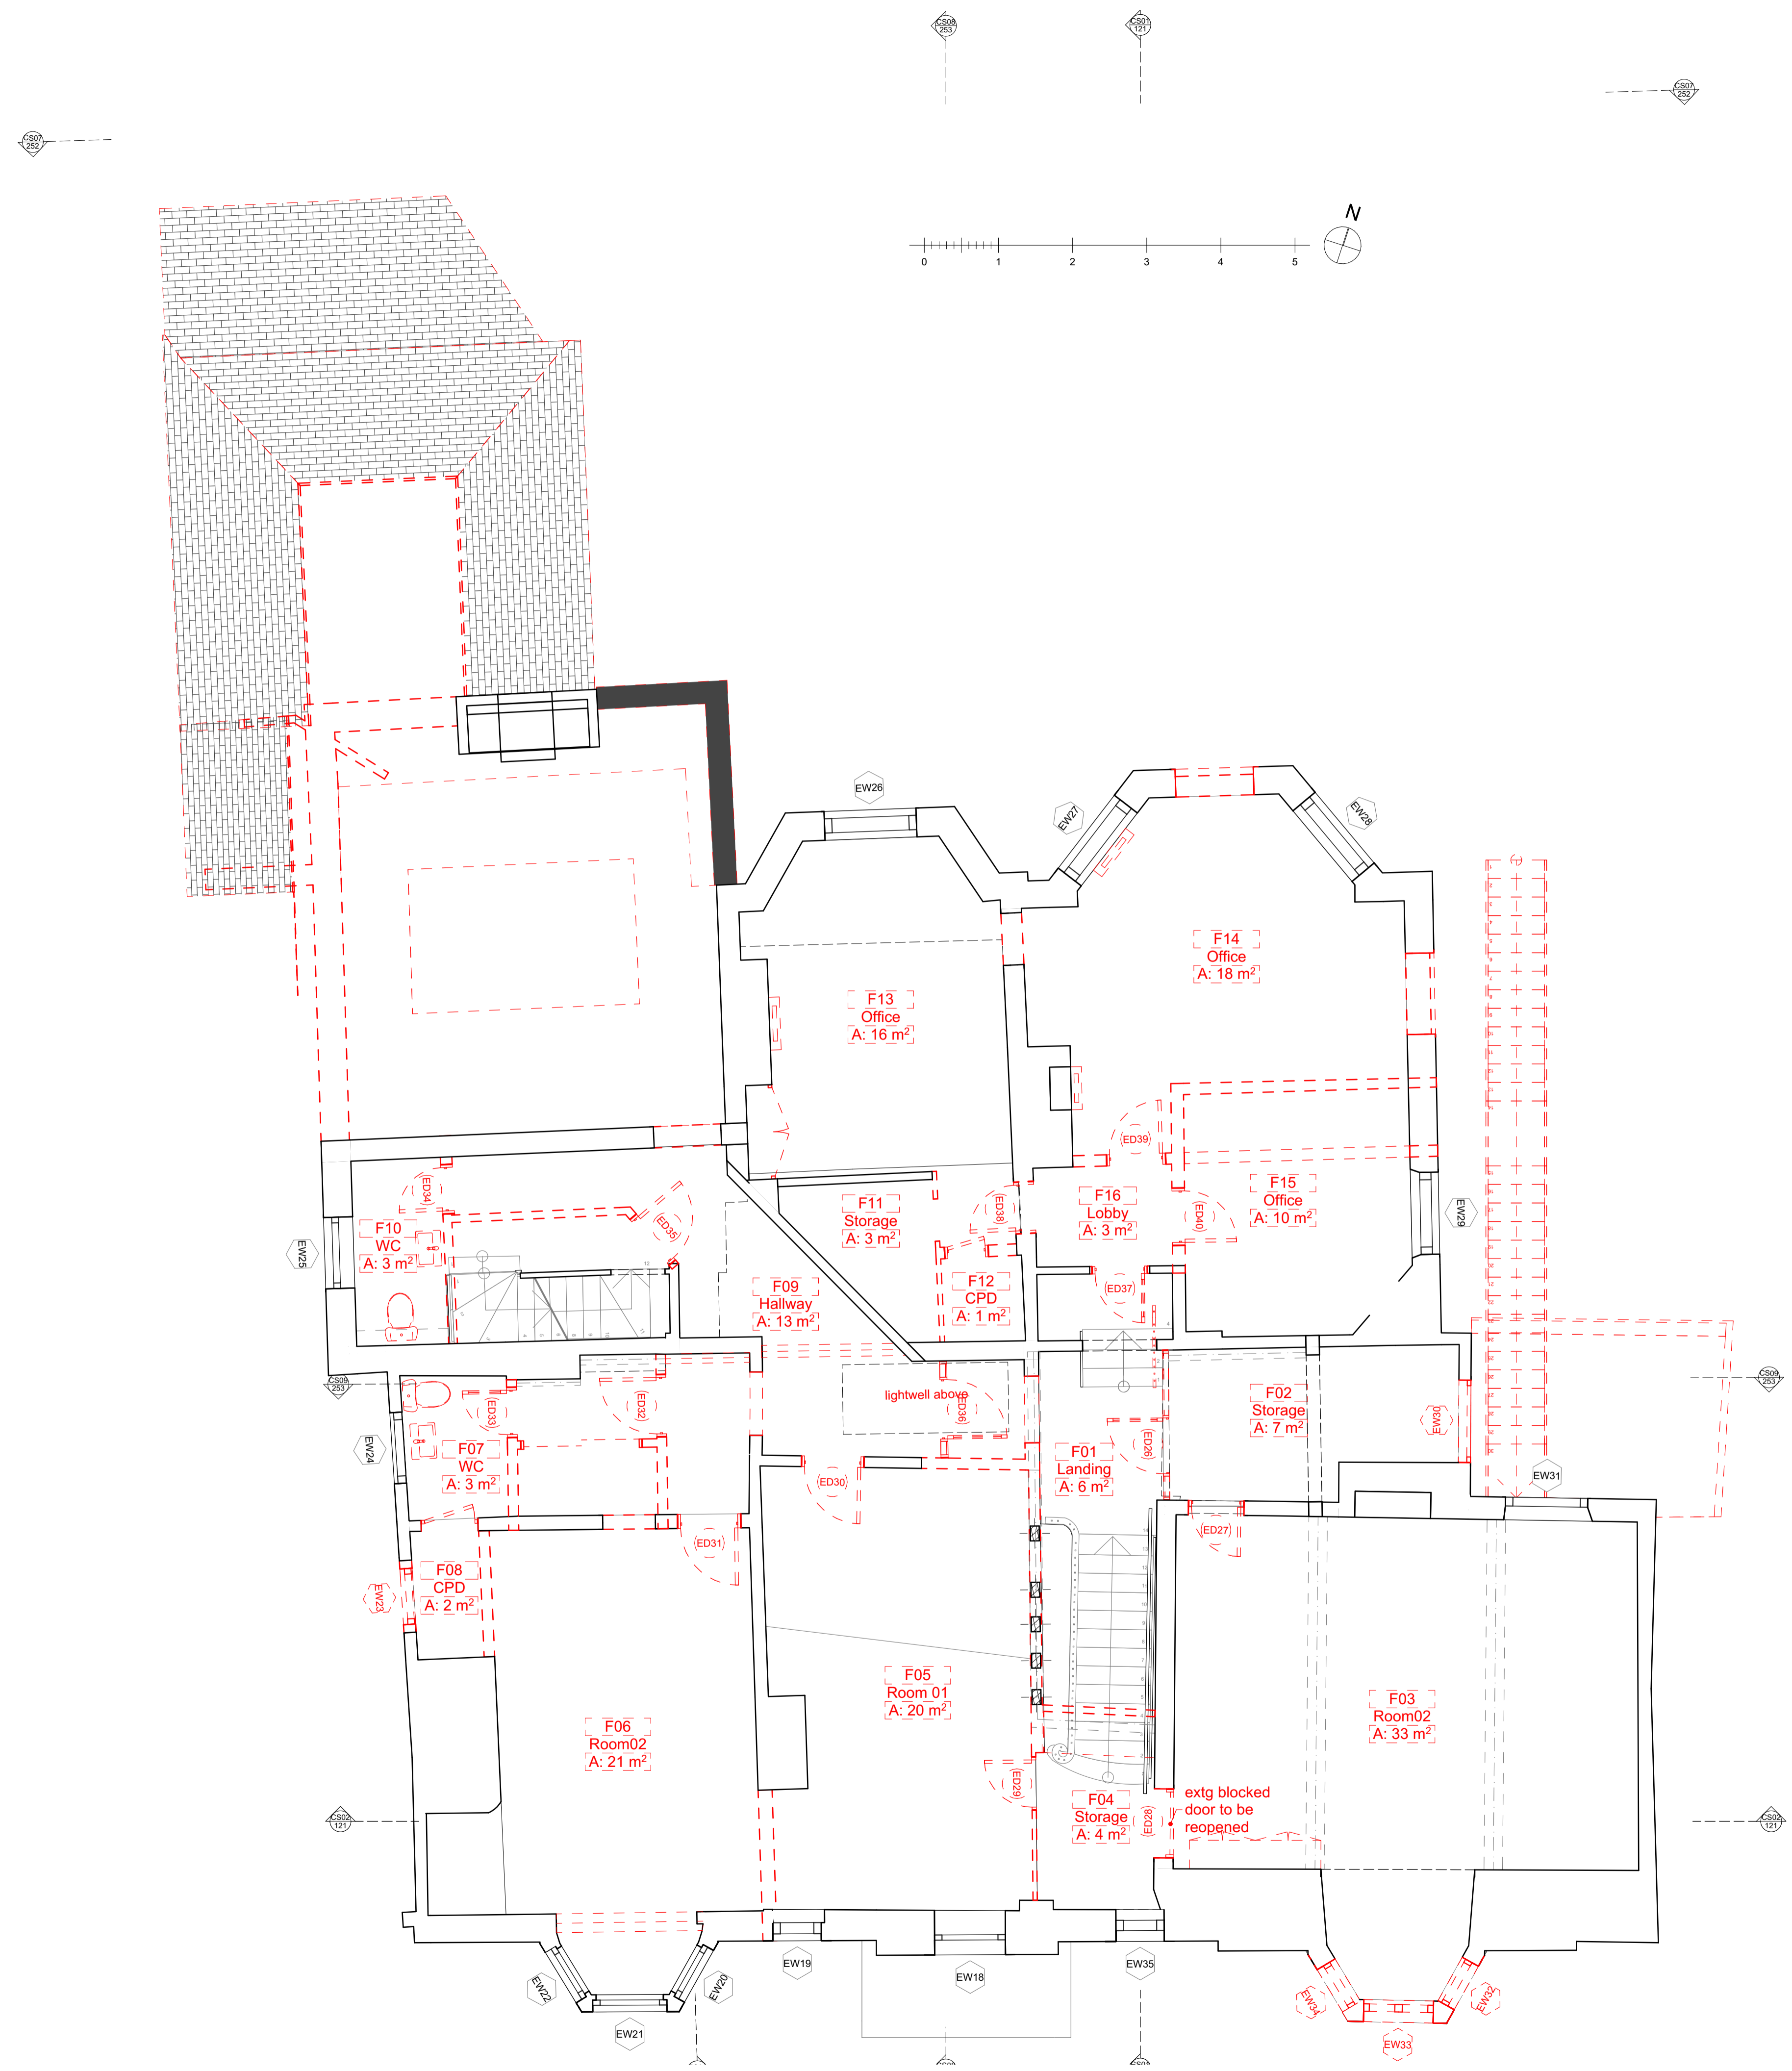 CS08
253
CS01
121
CS07
252
CS07
252
N
0 1 2 3 4 5
EW26
EW27
EW28
F14
Office
A: 18 m²
F13
Office
A: 16 m²
ED39
ED34
F10
WC
A: 3 m²
ED35
EW25
F11
Storage
A: 3 m²
ED38
F16
Lobby
A: 3 m²
ED40
F15
Office
A: 10 m²
EW29
F09
Hallway
A: 13 m²
F12
CPD
A: 1 m²
ED37
CS09
253
CS09
253
lightwell above
ED36
ED33
ED32
F02
Storage
A: 7 m²
EW30
EW24
F07
WC
A: 3 m²
F01
Landing
A: 6 m²
ED26
ED30
EW31
ED31
ED27
F08
CPD
A: 2 m²
EW23
F05
Room 01
A: 20 m²
F06
Room02
A: 21 m²
F03
Room02
A: 33 m²
ED29
F04
Storage
A: 4 m²
ED28
extg blocked
door to be
reopened
CS02
121
CS02
121
EW22
EW20
EW19
EW18
EW35
EW21
EW34
EW32
EW33